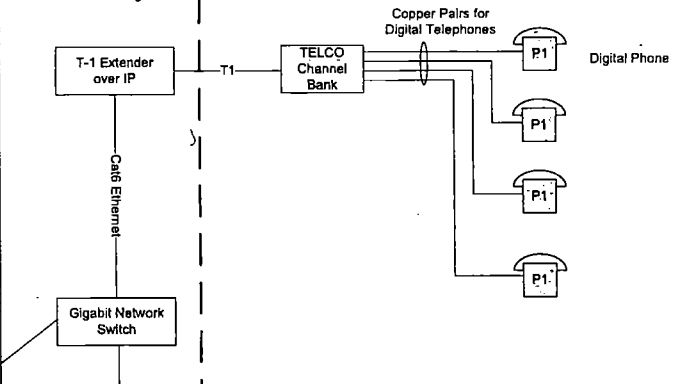 Copper Pairs for
Digital Telephones
T-1 Extender
over IP
T1
TELCO
Channel
Bank
P1
Digital Phone
P1
Cat6 Ethernet
P1
P1
Gigabit Network
Switch